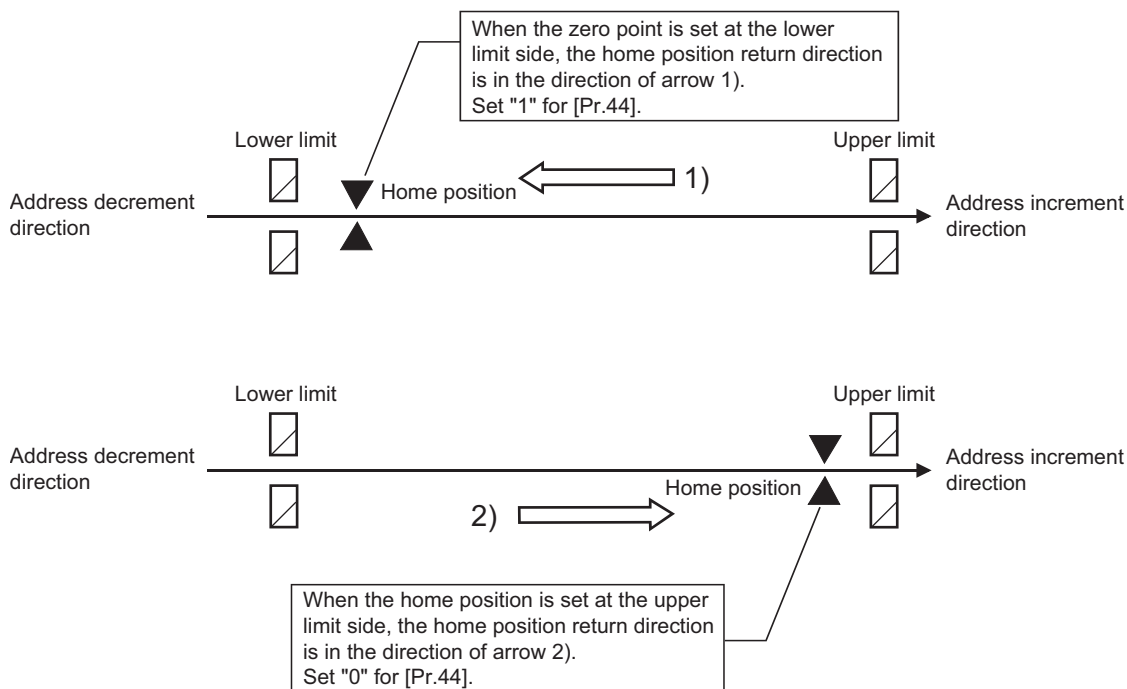 When the zero point is set at the lower
limit side, the home position return direction
is in the direction of arrow 1).
Set "1" for [Pr.44].
Lower limit
Upper limit
Home position
1)
Address decrement
direction
Address increment
direction
Lower limit
Upper limit
Address decrement
direction
Address increment
direction
Home position
2)
When the home position is set at the upper
limit side, the home position return direction
is in the direction of arrow 2).
Set "0" for [Pr.44].